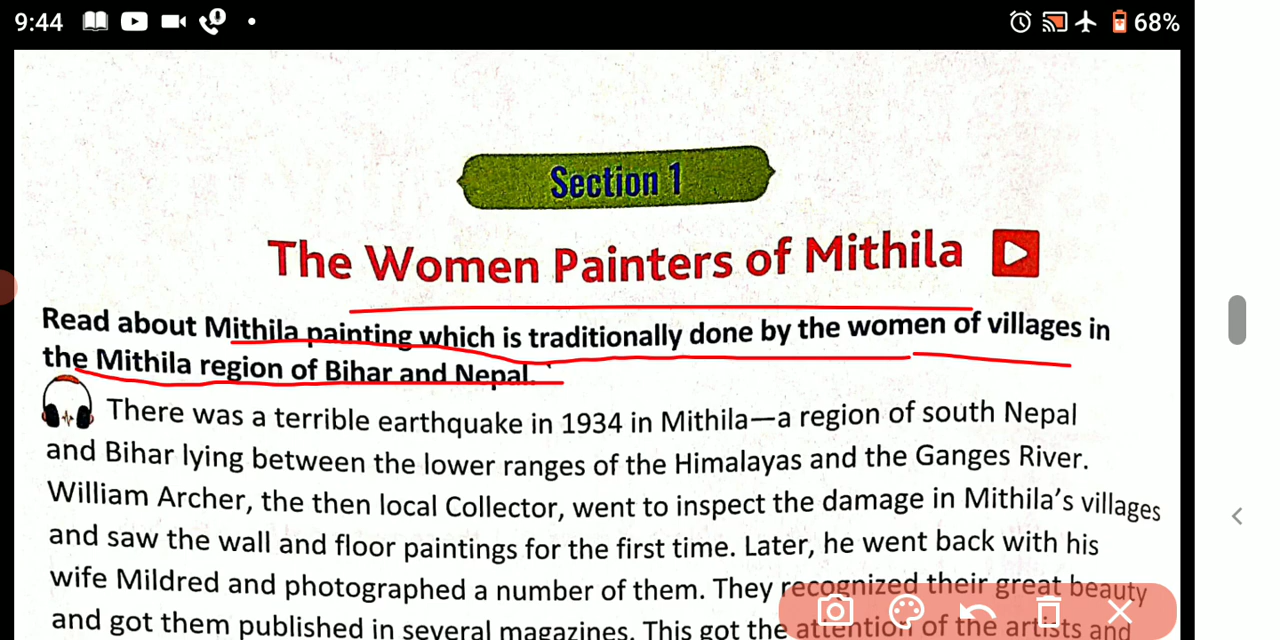 9:44
68%
Section 1
The Women Painters of Mithila
Read about Mithila painting which is traditionally done by the women of villages in
the Mithila region of Bihar and Nepal.
There was a terrible earthquake in 1934 in Mithila—a region of south Nepal
and Bihar lying between the lower ranges of the Himalayas and the Ganges River.
William Archer, the then local Collector, went to inspect the damage in Mithila's villages
and saw the wall and floor paintings for the first time. Later, he went back with his
wife Mildred and photographed a number of them. They recognized their great beauty
and got them published in several magazines. This got the attention of the artists and